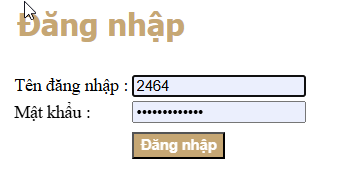 Đăng nhập
Tên đăng nhập : 2464
Mật khẩu : •••••••••••••
Đăng nhập